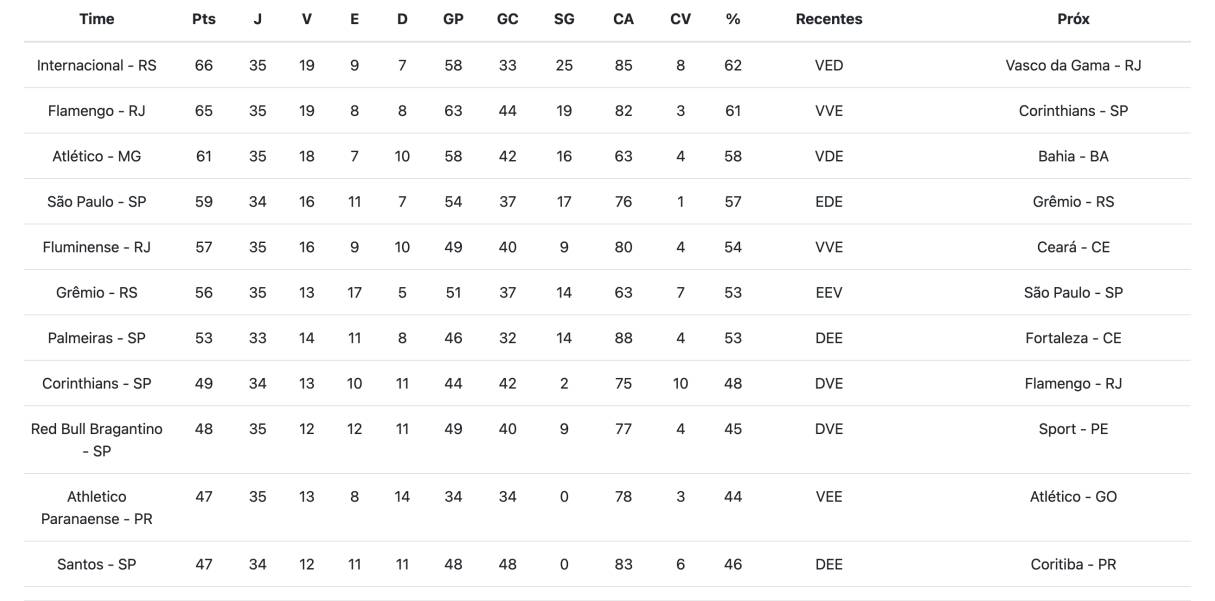 Time Pts J V E D GP GC SG CA CV % Recentes Próx
Internacional - RS 66 35 19 9 7 58 33 25 85 8 62 VED Vasco da Gama - RJ
Flamengo - RJ 65 35 19 8 8 63 44 19 82 3 61 VVE Corinthians - SP
Atlético - MG 61 35 18 7 10 58 42 16 63 4 58 VDE Bahia - BA
São Paulo - SP 59 34 16 11 7 54 37 17 76 1 57 EDE Grêmio - RS
Fluminense - RJ 57 35 16 9 10 49 40 9 80 4 54 VVE Ceará - CE
Grêmio - RS 56 35 13 17 5 51 37 14 63 7 53 EEV São Paulo - SP
Palmeiras - SP 53 33 14 11 8 46 32 14 88 4 53 DEE Fortaleza - CE
Corinthians - SP 49 34 13 10 11 44 42 2 75 10 48 DVE Flamengo - RJ
Red Bull Bragantino 48 35 12 12 11 49 40 9 77 4 45 DVE Sport - PE
- SP
Athletico 47 35 13 8 14 34 34 0 78 3 44 VEE Atlético - GO
Paranaense - PR
Santos - SP 47 34 12 11 11 48 48 0 83 6 46 DEE Coritiba - PR